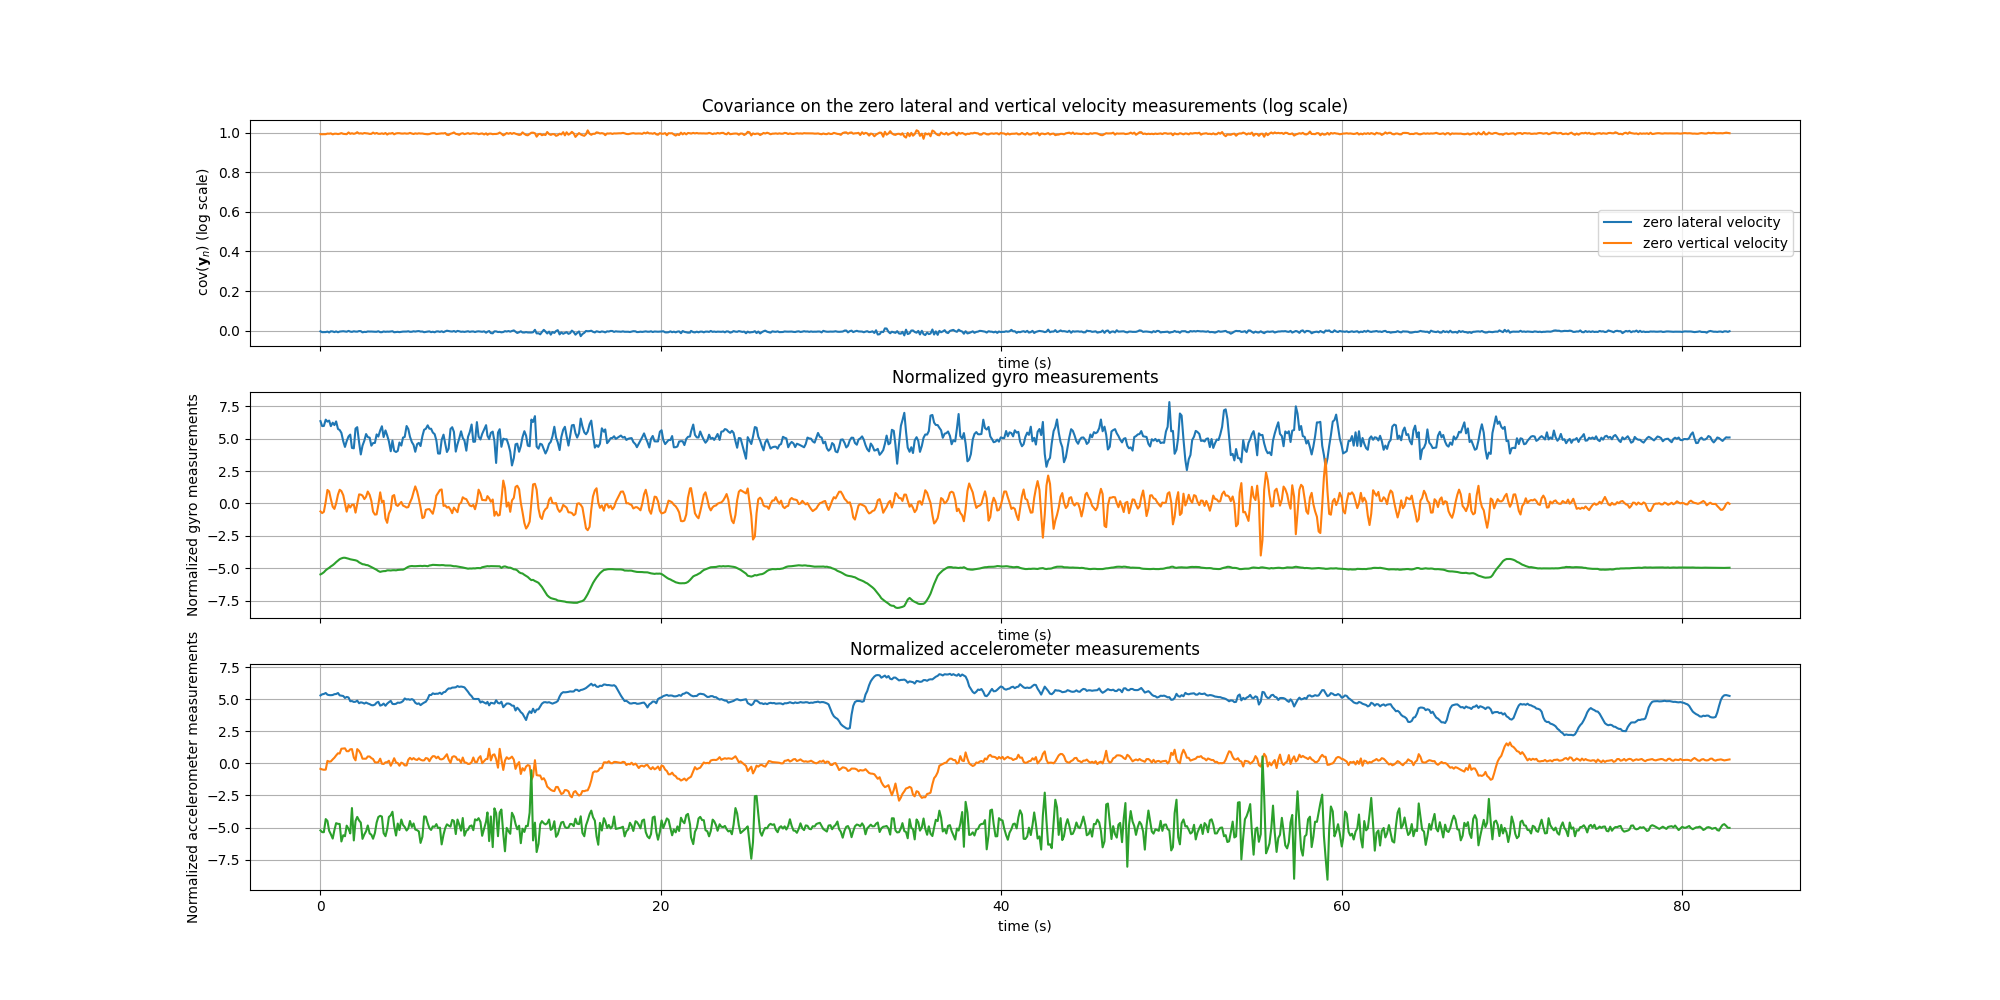 Covariance on the zero lateral and vertical velocity measurements (log scale)
cov(yₙ) (log scale)
1.0
0.8
0.6
0.4
0.2
0.0
zero lateral velocity
zero vertical velocity
time (s)
Normalized gyro measurements
Normalized gyro measurements
7.5
5.0
2.5
0.0
−2.5
−5.0
−7.5
time (s)
Normalized accelerometer measurements
Normalized accelerometer measurements
7.5
5.0
2.5
0.0
−2.5
−5.0
−7.5
0 20 40 60 80
time (s)